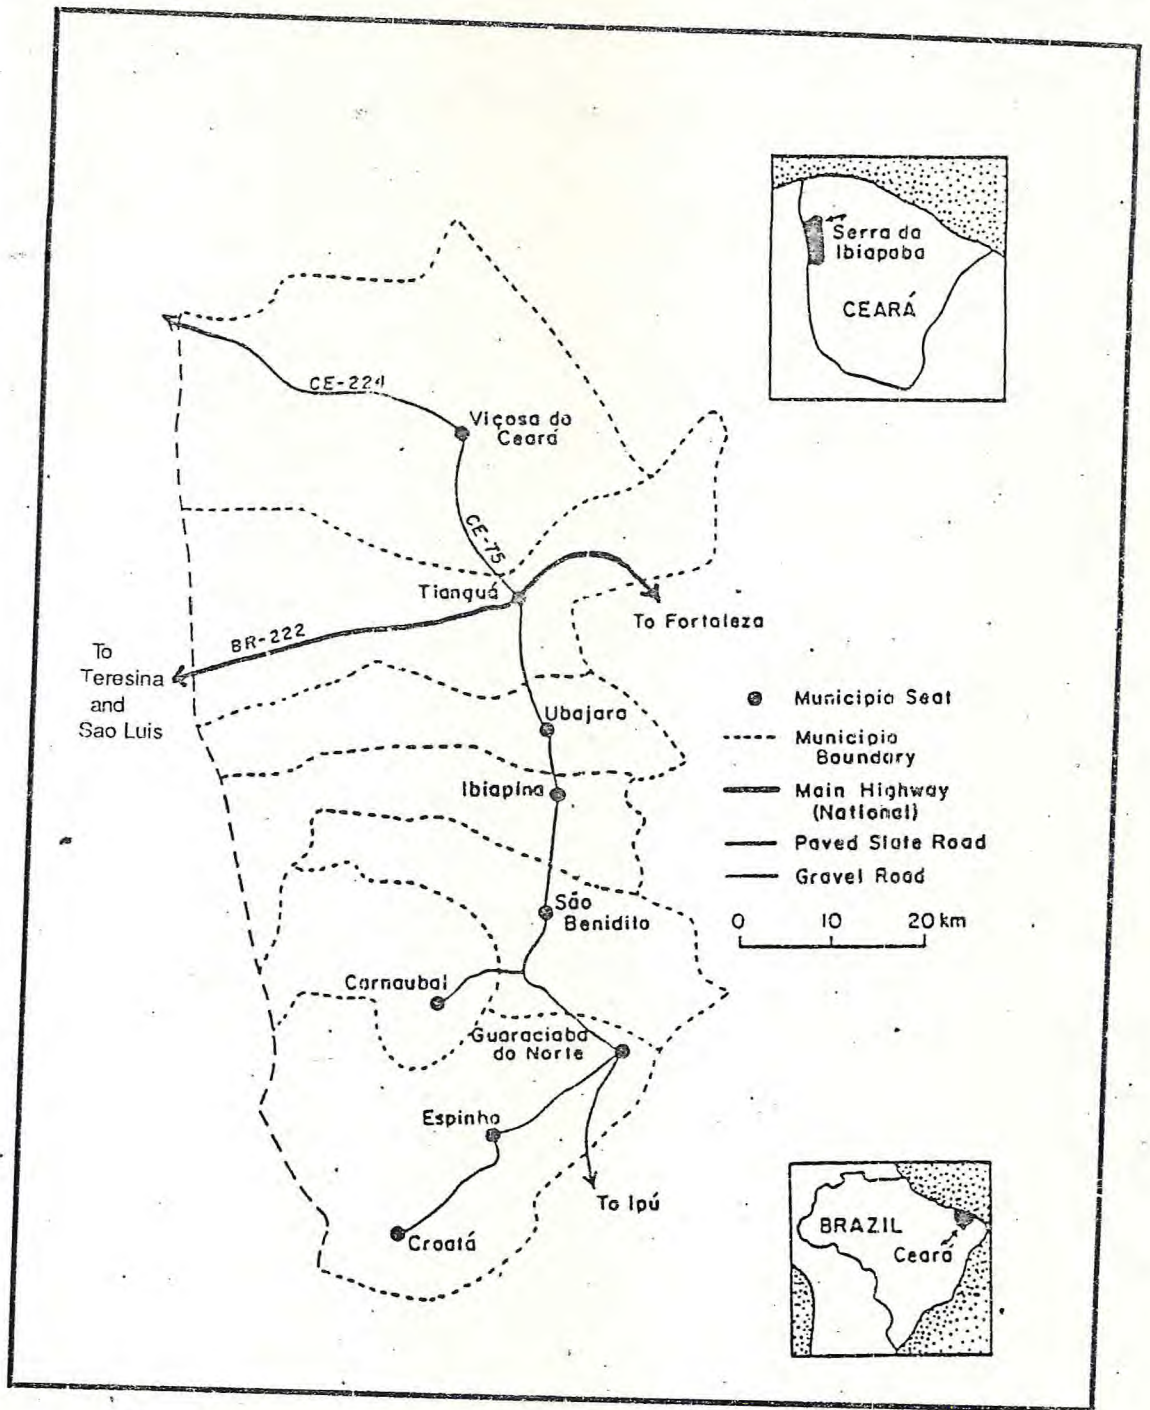 Serra da
Ibiapaba
CEARÁ
CE-224
Viçosa do
Ceará
CE-75
Tianguá
To Fortaleza
BR-222
To
Teresina
and
Sao Luis
Ubajara
Ibiapina
São
Benidito
Carnaubal
Guaraciaba
do Norte
Espinho
Croatá
To Ipú
Municipio Seat
Municipio
Boundary
Main Highway
(National)
Paved State Road
Gravel Road
0 10 20 km
BRAZIL
Ceará